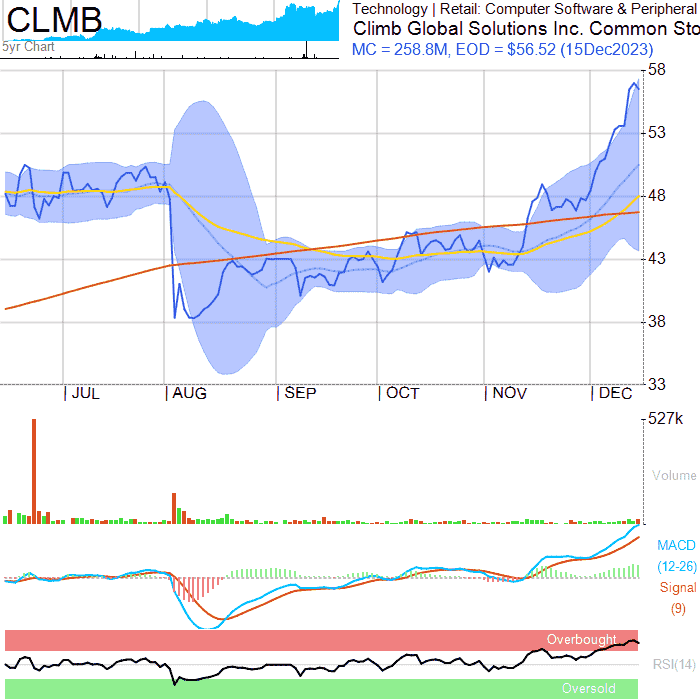 CLMB
5yr Chart
Technology | Retail: Computer Software & Peripheral
Climb Global Solutions Inc. Common Sto
MC = 258.8M, EOD = $56.52 (15Dec2023)
58
53
48
43
38
33
JUL AUG SEP OCT NOV DEC
527k
Volume
MACD
(12-26)
Signal
(9)
Overbought
RSI(14)
Oversold